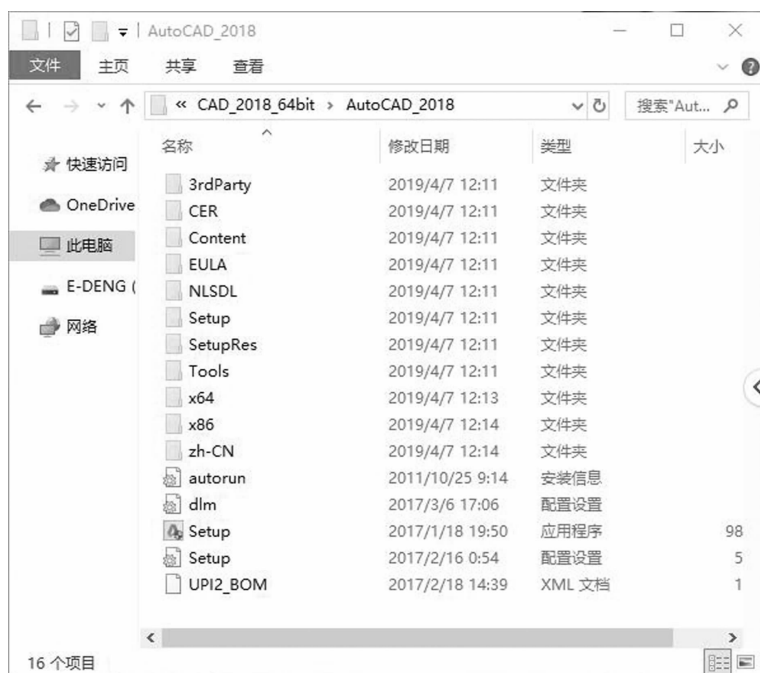 AutoCAD_2018
文件 主页 共享 查看
« CAD_2018_64bit › AutoCAD_2018 搜索"Aut...
名称 修改日期 类型 大小
快速访问
OneDrive
此电脑
E-DENG (
网络
3rdParty 2019/4/7 12:11 文件夹
CER 2019/4/7 12:11 文件夹
Content 2019/4/7 12:11 文件夹
EULA 2019/4/7 12:11 文件夹
NLSDL 2019/4/7 12:11 文件夹
Setup 2019/4/7 12:11 文件夹
SetupRes 2019/4/7 12:11 文件夹
Tools 2019/4/7 12:11 文件夹
x64 2019/4/7 12:13 文件夹
x86 2019/4/7 12:14 文件夹
zh-CN 2019/4/7 12:14 文件夹
autorun 2011/10/25 9:14 安装信息
dlm 2017/3/6 17:06 配置设置
Setup 2017/1/18 19:50 应用程序 98
Setup 2017/2/16 0:54 配置设置 5
UPI2_BOM 2017/2/18 14:39 XML 文档 1
16 个项目